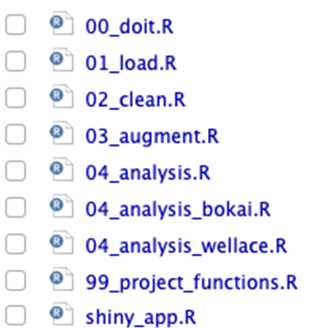 00_doit.R
01_load.R
02_clean.R
03_augment.R
04_analysis.R
04_analysis_bokai.R
04_analysis_wellace.R
99_project_functions.R
shiny_app.R